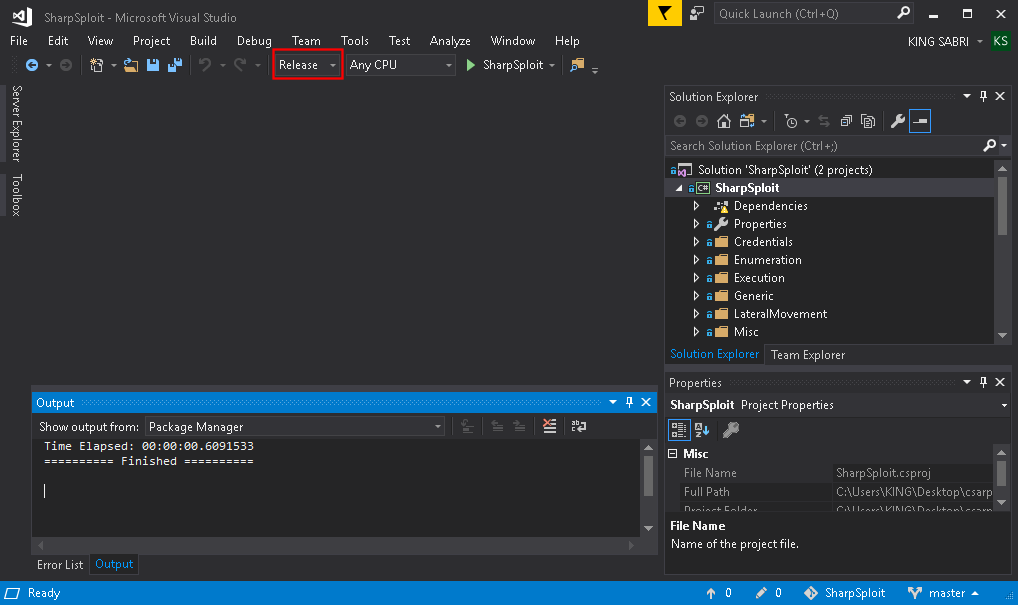 SharpSploit - Microsoft Visual Studio
Quick Launch (Ctrl+Q)
File Edit View Project Build Debug Team Tools Test Analyze Window Help
KING SABRI KS
Release Any CPU SharpSploit
Server Explorer
Toolbox
Solution Explorer
Search Solution Explorer (Ctrl+;)
Solution 'SharpSploit' (2 projects)
C# SharpSploit
Dependencies
Properties
Credentials
Enumeration
Execution
Generic
LateralMovement
Misc
Solution Explorer Team Explorer
Output
Show output from: Package Manager
Time Elapsed: 00:00:00.6091533
========== Finished ==========
Error List Output
Properties
SharpSploit Project Properties
Misc
File Name SharpSploit.csproj
Full Path C:\Users\KING\Desktop\csarp
Project Folder C:\Users\KING\Desktop\csarp
File Name
Name of the project file.
Ready 0 0 SharpSploit master